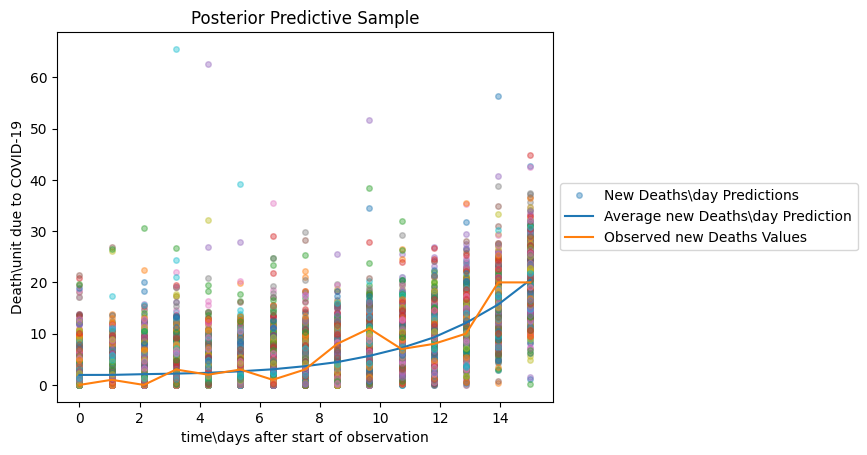 Posterior Predictive Sample
Death\unit due to COVID-19
60
50
40
30
20
10
0
0 2 4 6 8 10 12 14
time\days after start of observation
New Deaths\day Predictions
Average new Deaths\day Prediction
Observed new Deaths Values